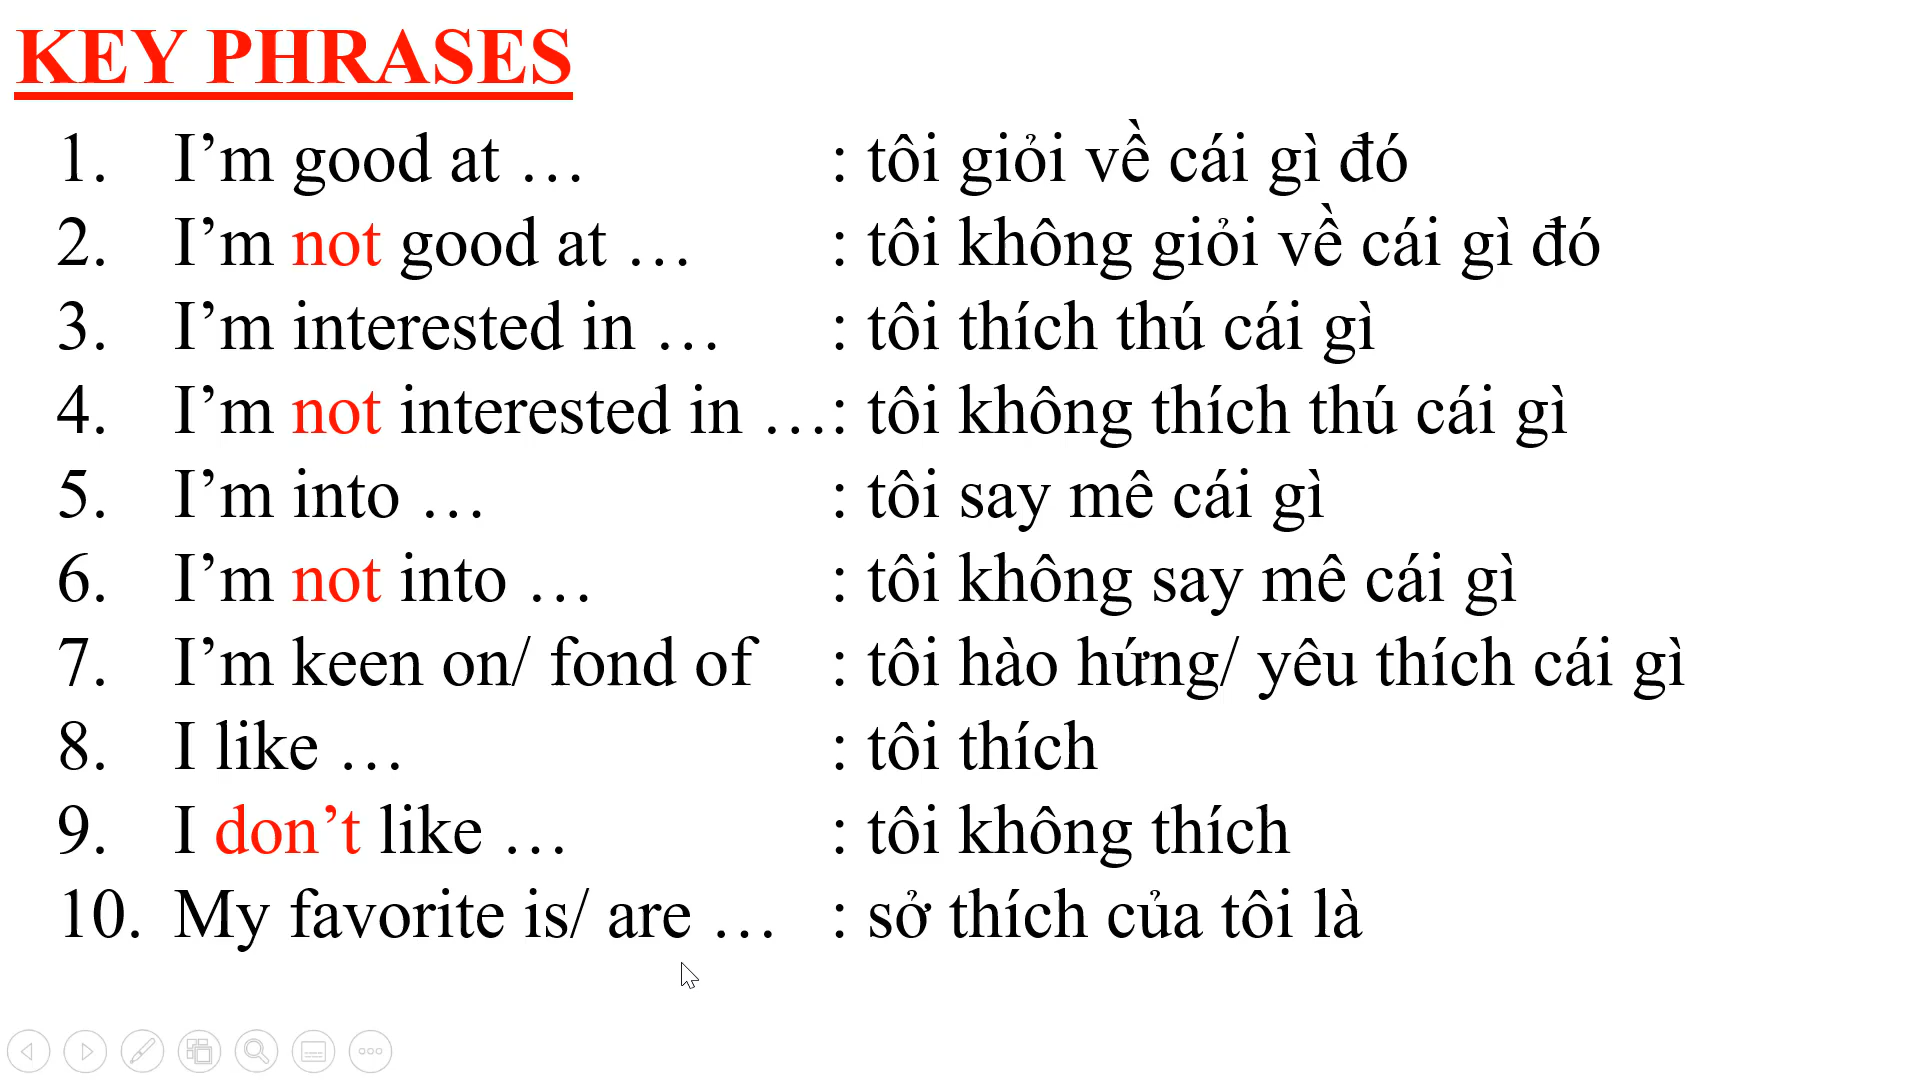 KEY PHRASES
1. I’m good at … : tôi giỏi về cái gì đó
2. I’m not good at … : tôi không giỏi về cái gì đó
3. I’m interested in … : tôi thích thú cái gì
4. I’m not interested in …: tôi không thích thú cái gì
5. I’m into … : tôi say mê cái gì
6. I’m not into … : tôi không say mê cái gì
7. I’m keen on/ fond of : tôi hào hứng/ yêu thích cái gì
8. I like … : tôi thích
9. I don’t like … : tôi không thích
10. My favorite is/ are … : sở thích của tôi là